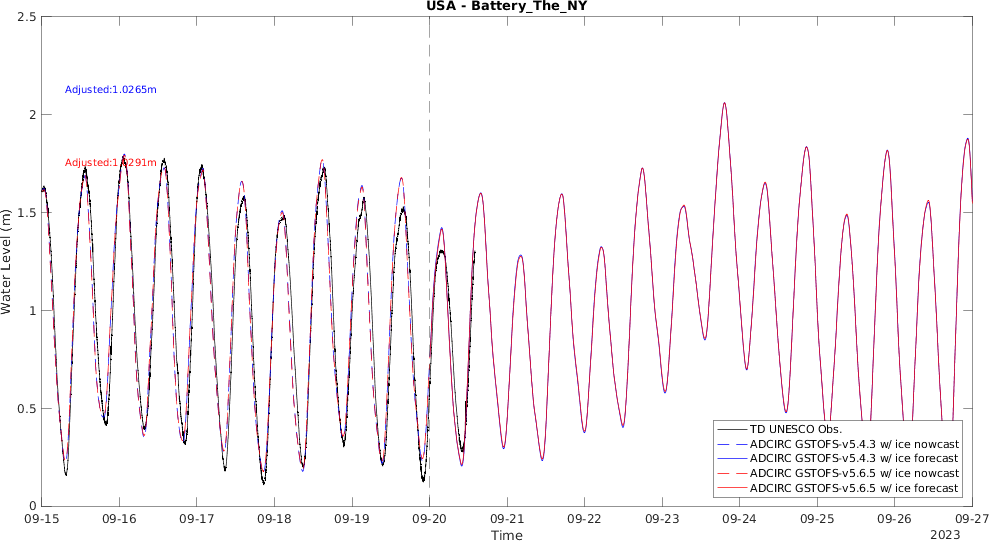 USA - Battery_The_NY
2.5
2
1.5
1
0.5
0
Water Level (m)
Adjusted:1.0265m
Adjusted:1.0291m
TD UNESCO Obs.
ADCIRC GSTOFS-v5.4.3 w/ ice nowcast
ADCIRC GSTOFS-v5.4.3 w/ ice forecast
ADCIRC GSTOFS-v5.6.5 w/ ice nowcast
ADCIRC GSTOFS-v5.6.5 w/ ice forecast
09-15 09-16 09-17 09-18 09-19 09-20 09-21 09-22 09-23 09-24 09-25 09-26 09-27
Time
2023